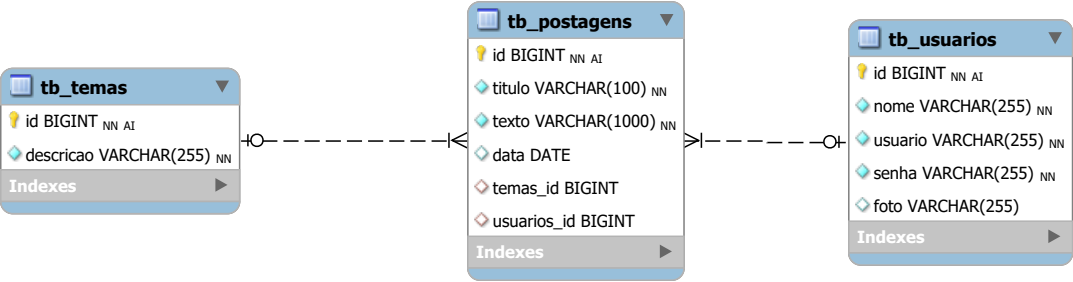 tb_temas
id BIGINT NN AI
descricao VARCHAR(255) NN
Indexes
tb_postagens
id BIGINT NN AI
titulo VARCHAR(100) NN
texto VARCHAR(1000) NN
data DATE
temas_id BIGINT
usuarios_id BIGINT
Indexes
tb_usuarios
id BIGINT NN AI
nome VARCHAR(255) NN
usuario VARCHAR(255) NN
senha VARCHAR(255) NN
foto VARCHAR(255)
Indexes